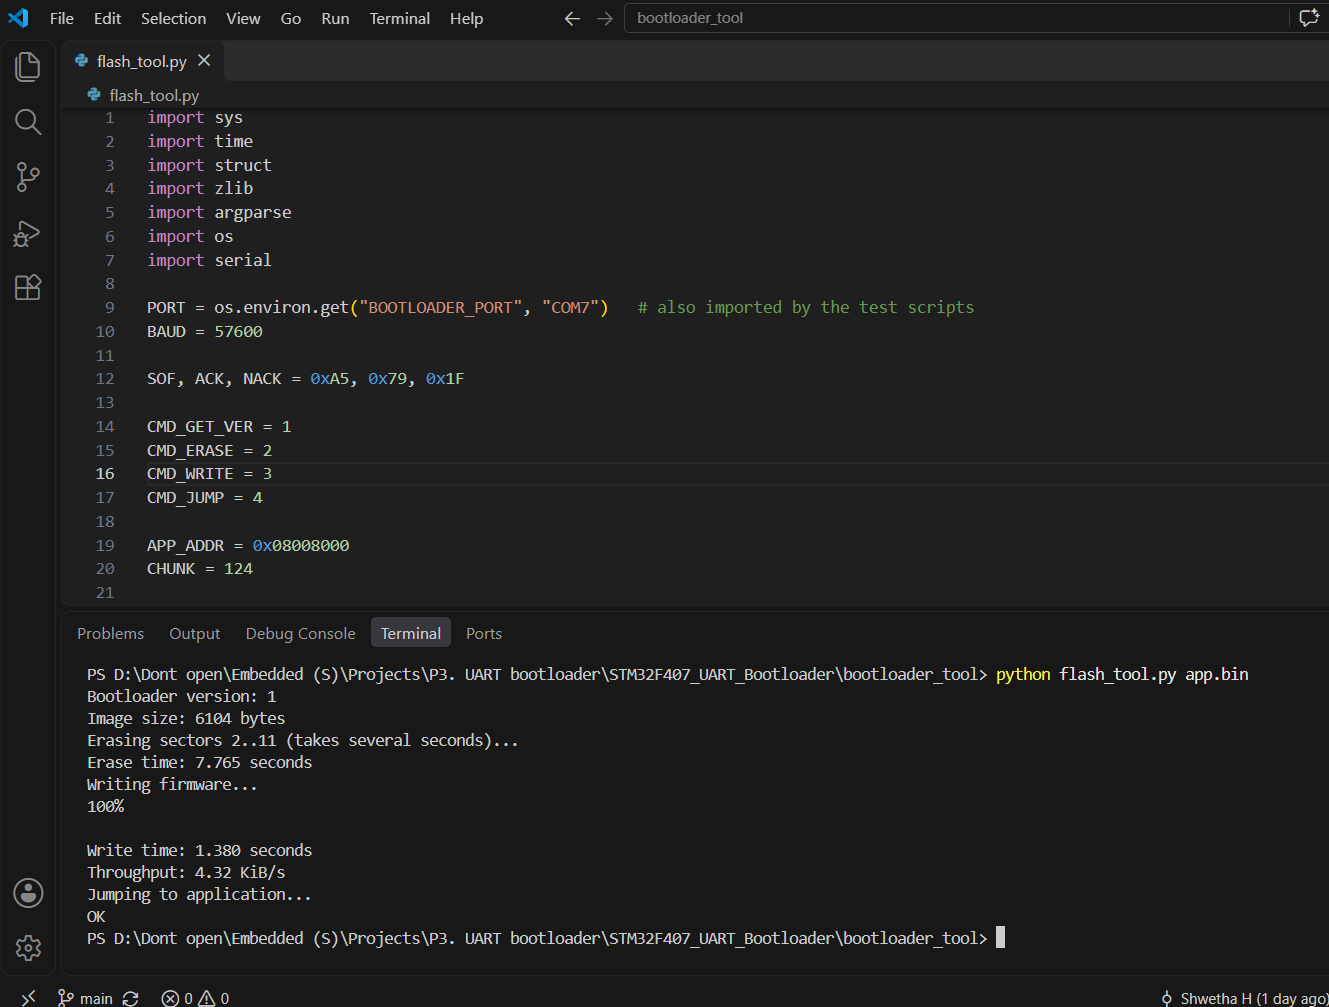 File Edit Selection View Go Run Terminal Help bootloader_tool
flash_tool.py
flash_tool.py
1 import sys
2 import time
3 import struct
4 import zlib
5 import argparse
6 import os
7 import serial
8
9 PORT = os.environ.get("BOOTLOADER_PORT", "COM7")   # also imported by the test scripts
10 BAUD = 57600
11
12 SOF, ACK, NACK = 0xA5, 0x79, 0x1F
13
14 CMD_GET_VER = 1
15 CMD_ERASE = 2
16 CMD_WRITE = 3
17 CMD_JUMP = 4
18
19 APP_ADDR = 0x08008000
20 CHUNK = 124
21
Problems Output Debug Console Terminal Ports
PS D:\Dont open\Embedded (S)\Projects\P3. UART bootloader\STM32F407_UART_Bootloader\bootloader_tool> python flash_tool.py app.bin
Bootloader version: 1
Image size: 6104 bytes
Erasing sectors 2..11 (takes several seconds)...
Erase time: 7.765 seconds
Writing firmware...
100%
Write time: 1.380 seconds
Throughput: 4.32 KiB/s
Jumping to application...
OK
PS D:\Dont open\Embedded (S)\Projects\P3. UART bootloader\STM32F407_UART_Bootloader\bootloader_tool>
main 0 0 Shwetha H (1 day ago)